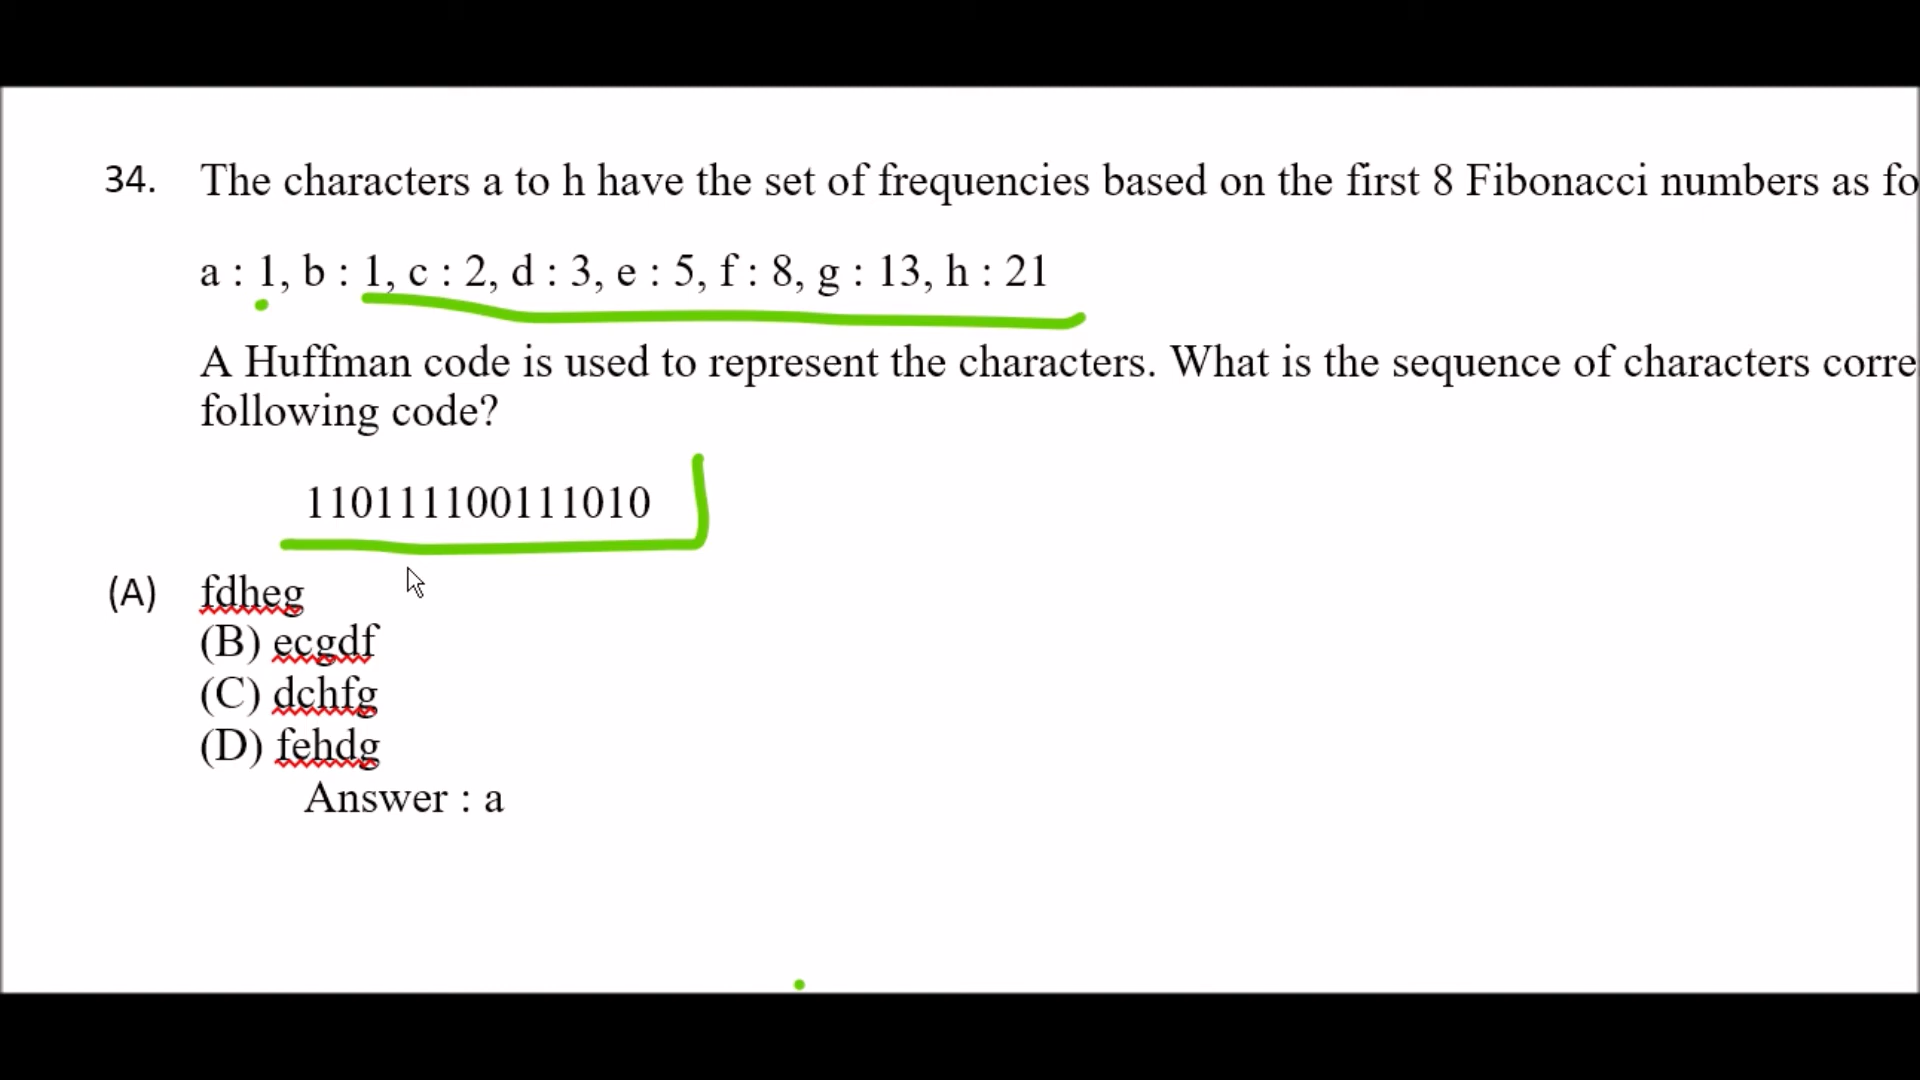 34. The characters a to h have the set of frequencies based on the first 8 Fibonacci numbers as fo
a : 1, b : 1, c : 2, d : 3, e : 5, f : 8, g : 13, h : 21
A Huffman code is used to represent the characters. What is the sequence of characters corre
following code?
110111100111010
(A) fdheg
(B) ecgdf
(C) dchfg
(D) fehdg
Answer : a